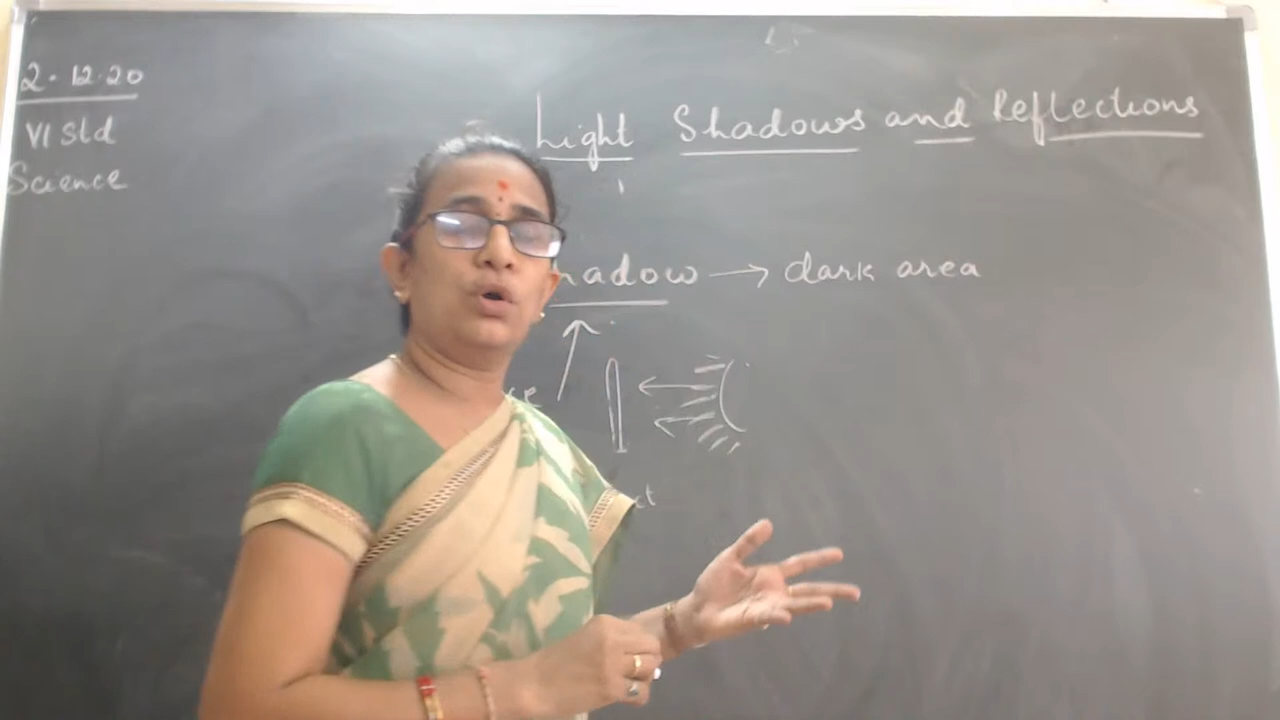 2.12.20
VI Std
Science
Light Shadows and Reflections
hadow → dark area